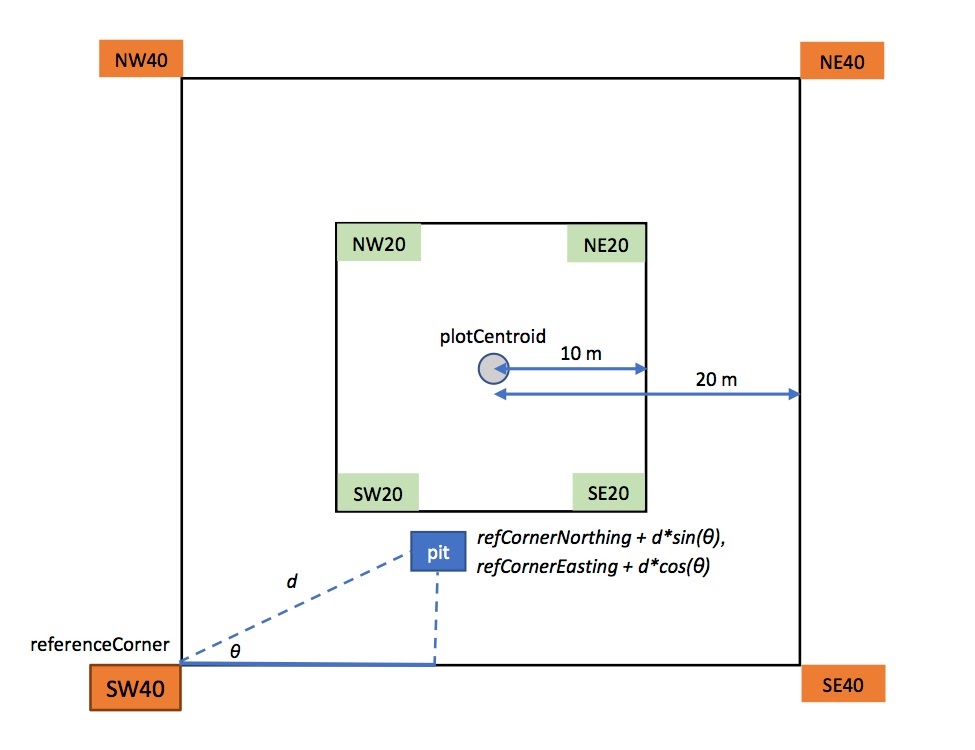 NW40
NE40
NW20
NE20
plotCentroid
10 m
20 m
SW20
SE20
pit
refCornerNorthing + d*sin(θ),
refCornerEasting + d*cos(θ)
d
referenceCorner
θ
SW40
SE40